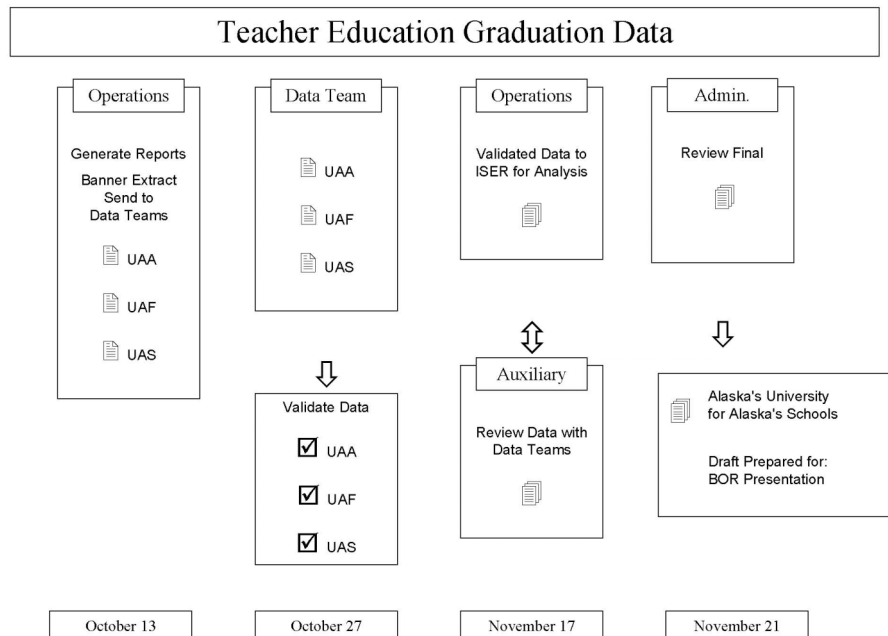 Teacher Education Graduation Data
Operations
Generate Reports
Banner Extract
Send to
Data Teams
UAA
UAF
UAS
Data Team
UAA
UAF
UAS
Validate Data
UAA
UAF
UAS
Operations
Validated Data to
ISER for Analysis
Auxiliary
Review Data with
Data Teams
Admin.
Review Final
Alaska's University
for Alaska's Schools
Draft Prepared for:
BOR Presentation
October 13
October 27
November 17
November 21